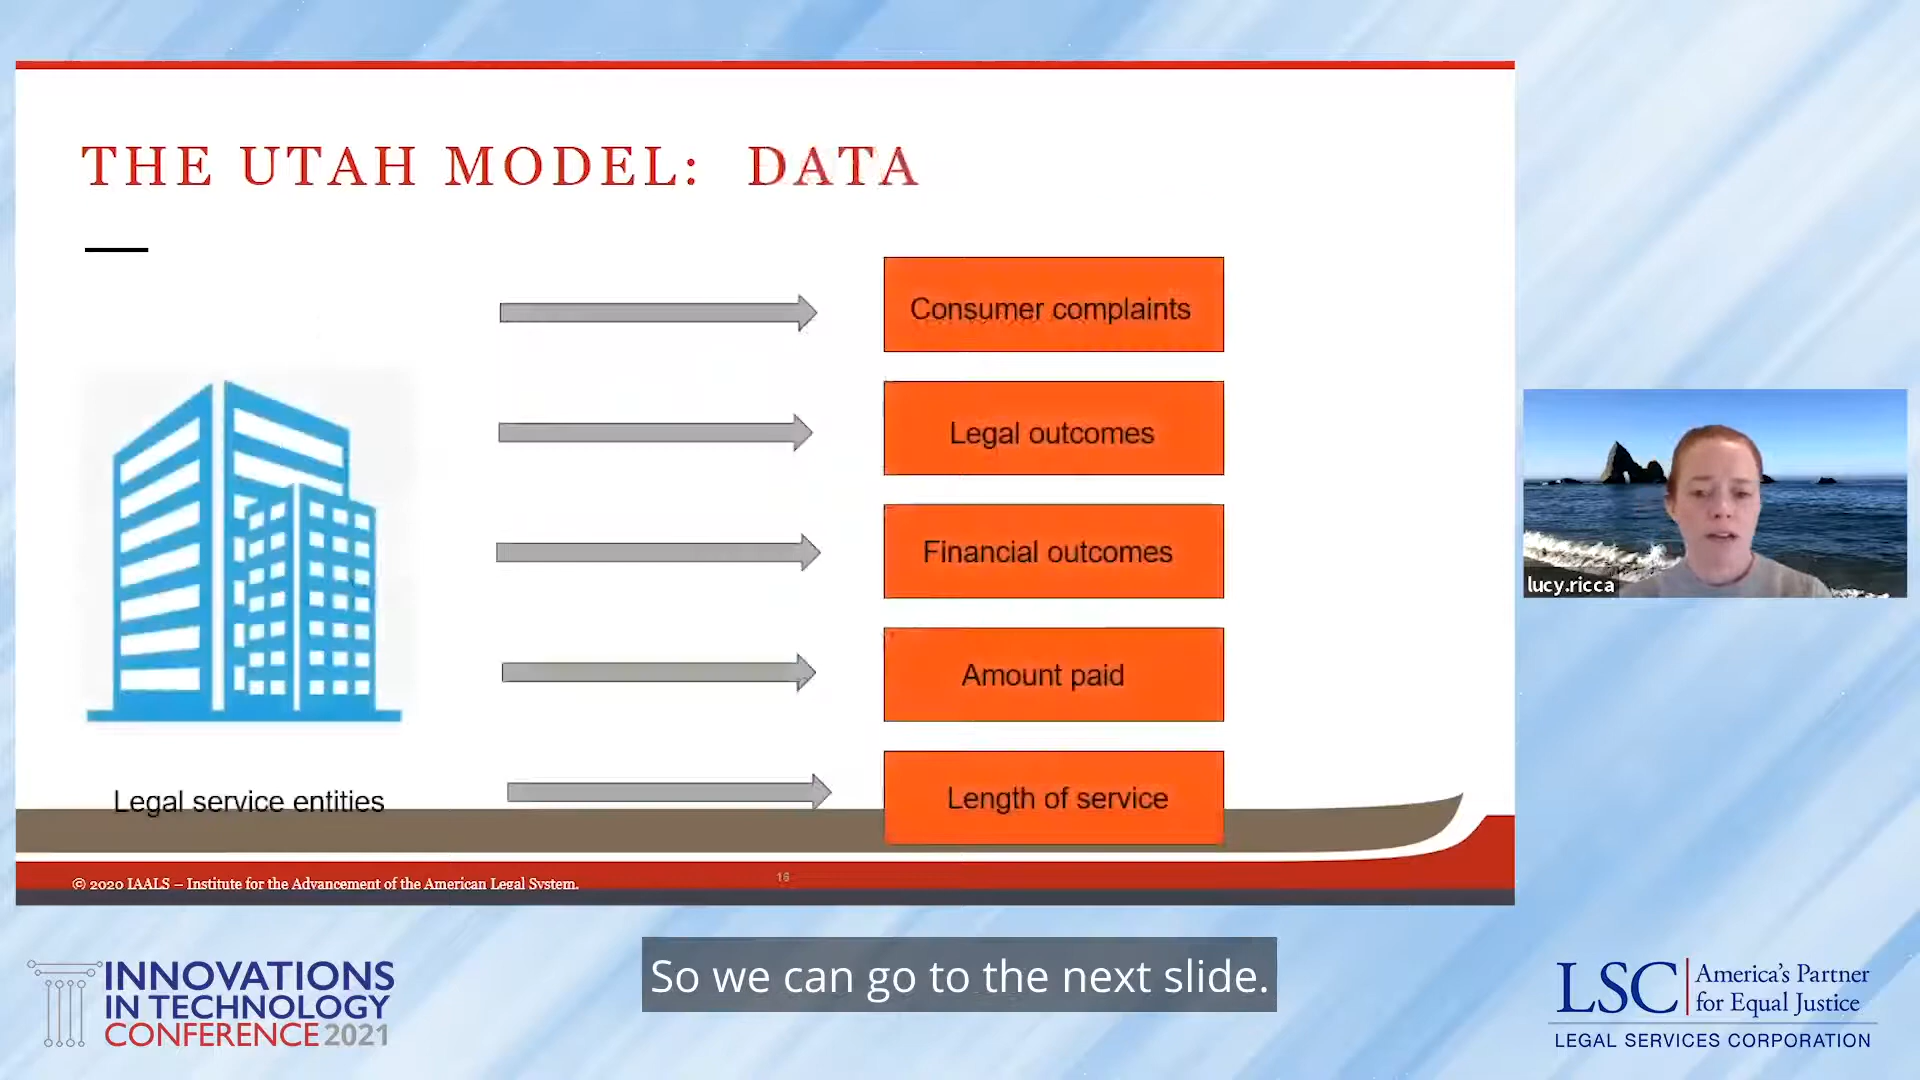 THE UTAH MODEL: DATA
Consumer complaints
Legal outcomes
Financial outcomes
Amount paid
Length of service
Legal service entities
© 2020 IAALS – Institute for the Advancement of the American Legal System.
16
lucy.ricca
So we can go to the next slide.
INNOVATIONS
IN TECHNOLOGY
CONFERENCE 2021
LSC
America's Partner
for Equal Justice
LEGAL SERVICES CORPORATION